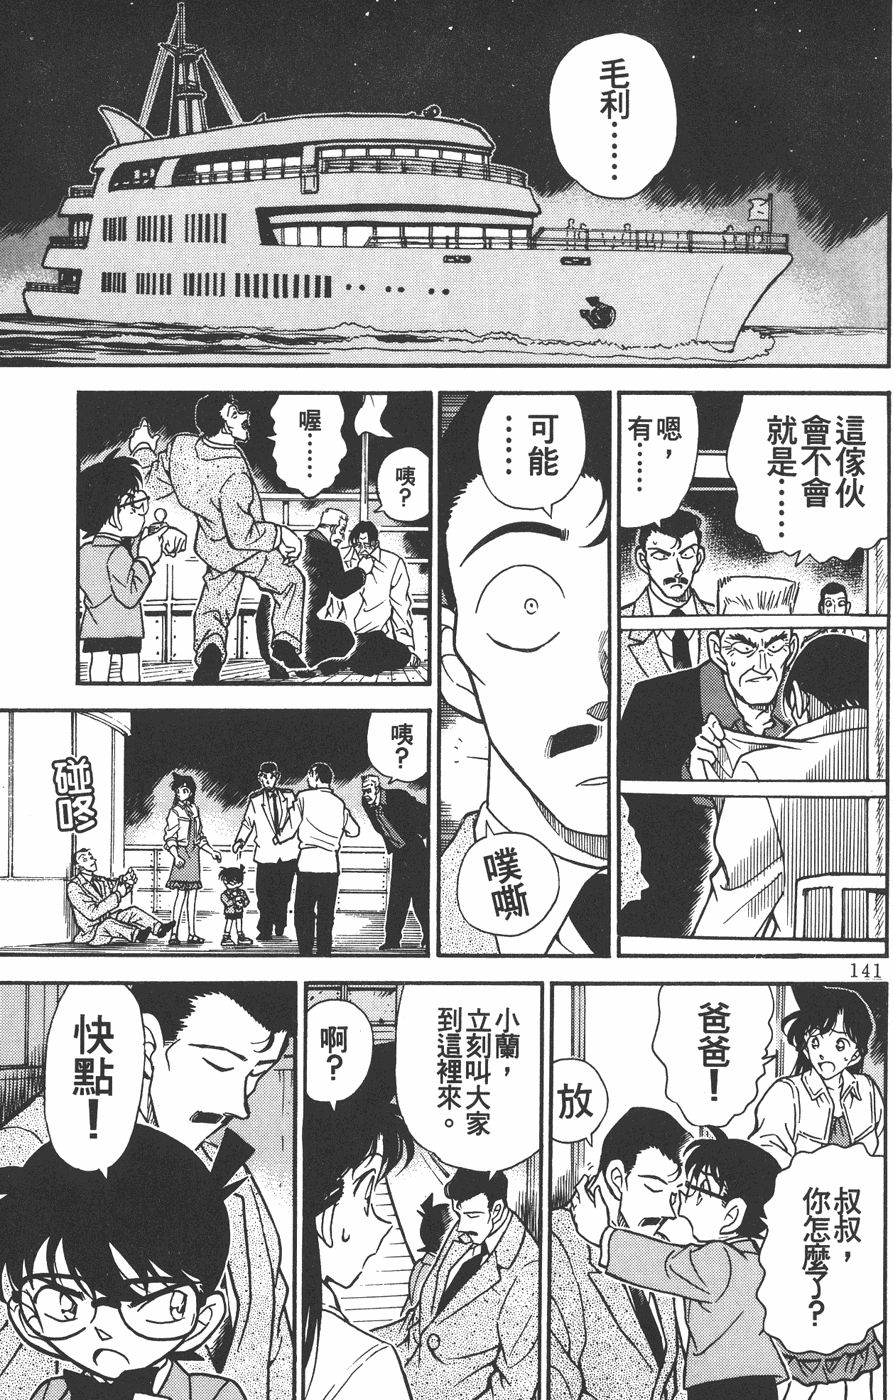 毛利……
這傢伙
會不會
就是……
嗯，
有……
可能
……
噗嘶
咦？
喔……
咦？
碰咚
141
爸爸！
叔叔，
你怎麼了？
放
小蘭，
立刻叫大家
到這裡來。
啊？
快點！